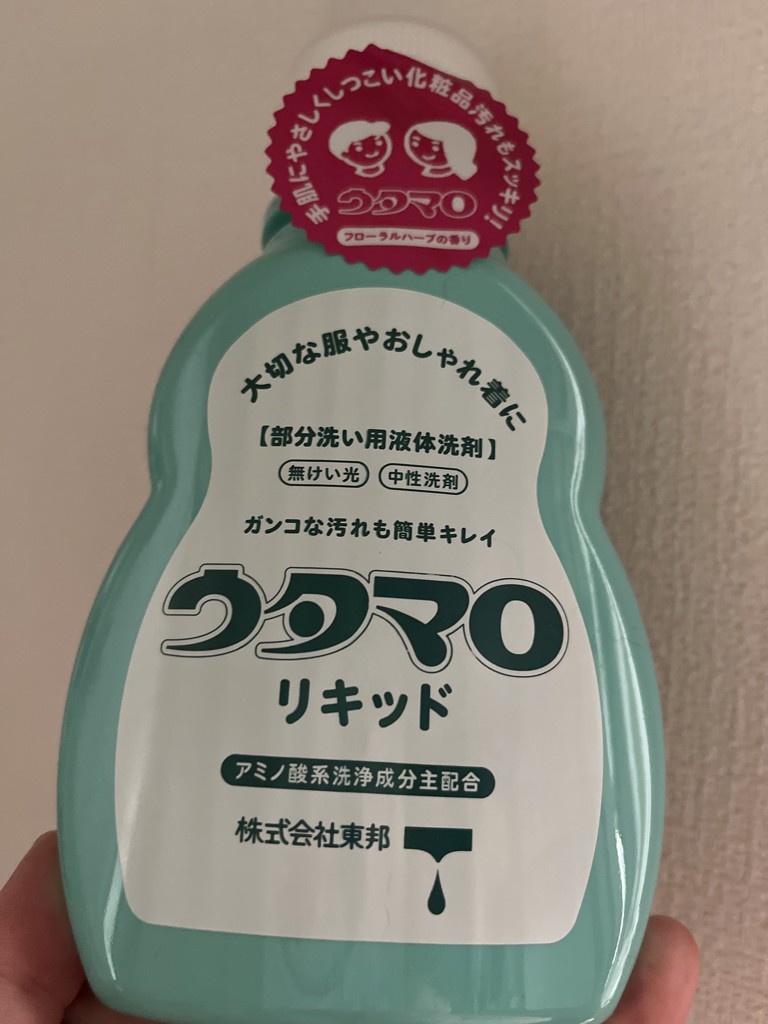 手肌にやさしくしつこい化粧品汚れもスッキリ!
ウタマロ
フローラルハーブの香り
大切な服やおしゃれ着に
【部分洗い用液体洗剤】
無けい光 中性洗剤
ガンコな汚れも簡単キレイ
ウタマロ
リキッド
アミノ酸系洗浄成分主配合
株式会社東邦